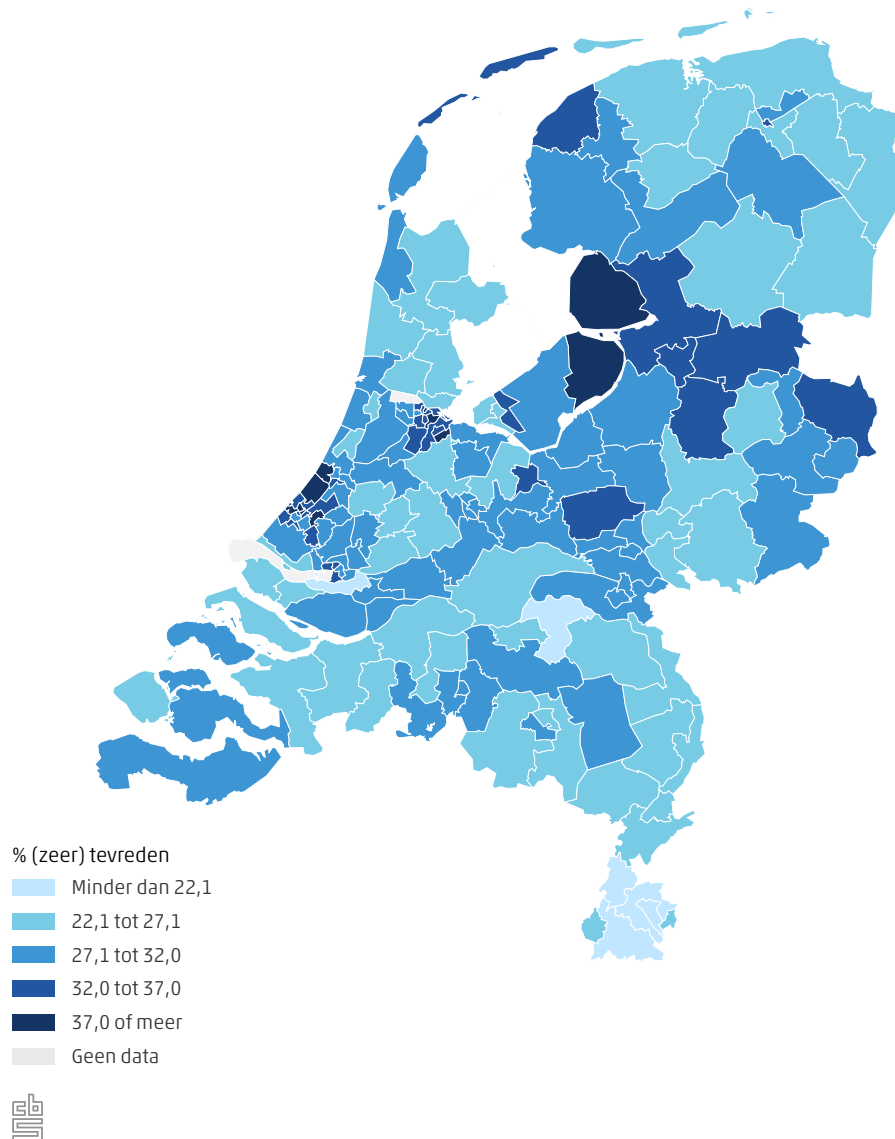 % (zeer) tevreden
Minder dan 22,1
22,1 tot 27,1
27,1 tot 32,0
32,0 tot 37,0
37,0 of meer
Geen data
cbs